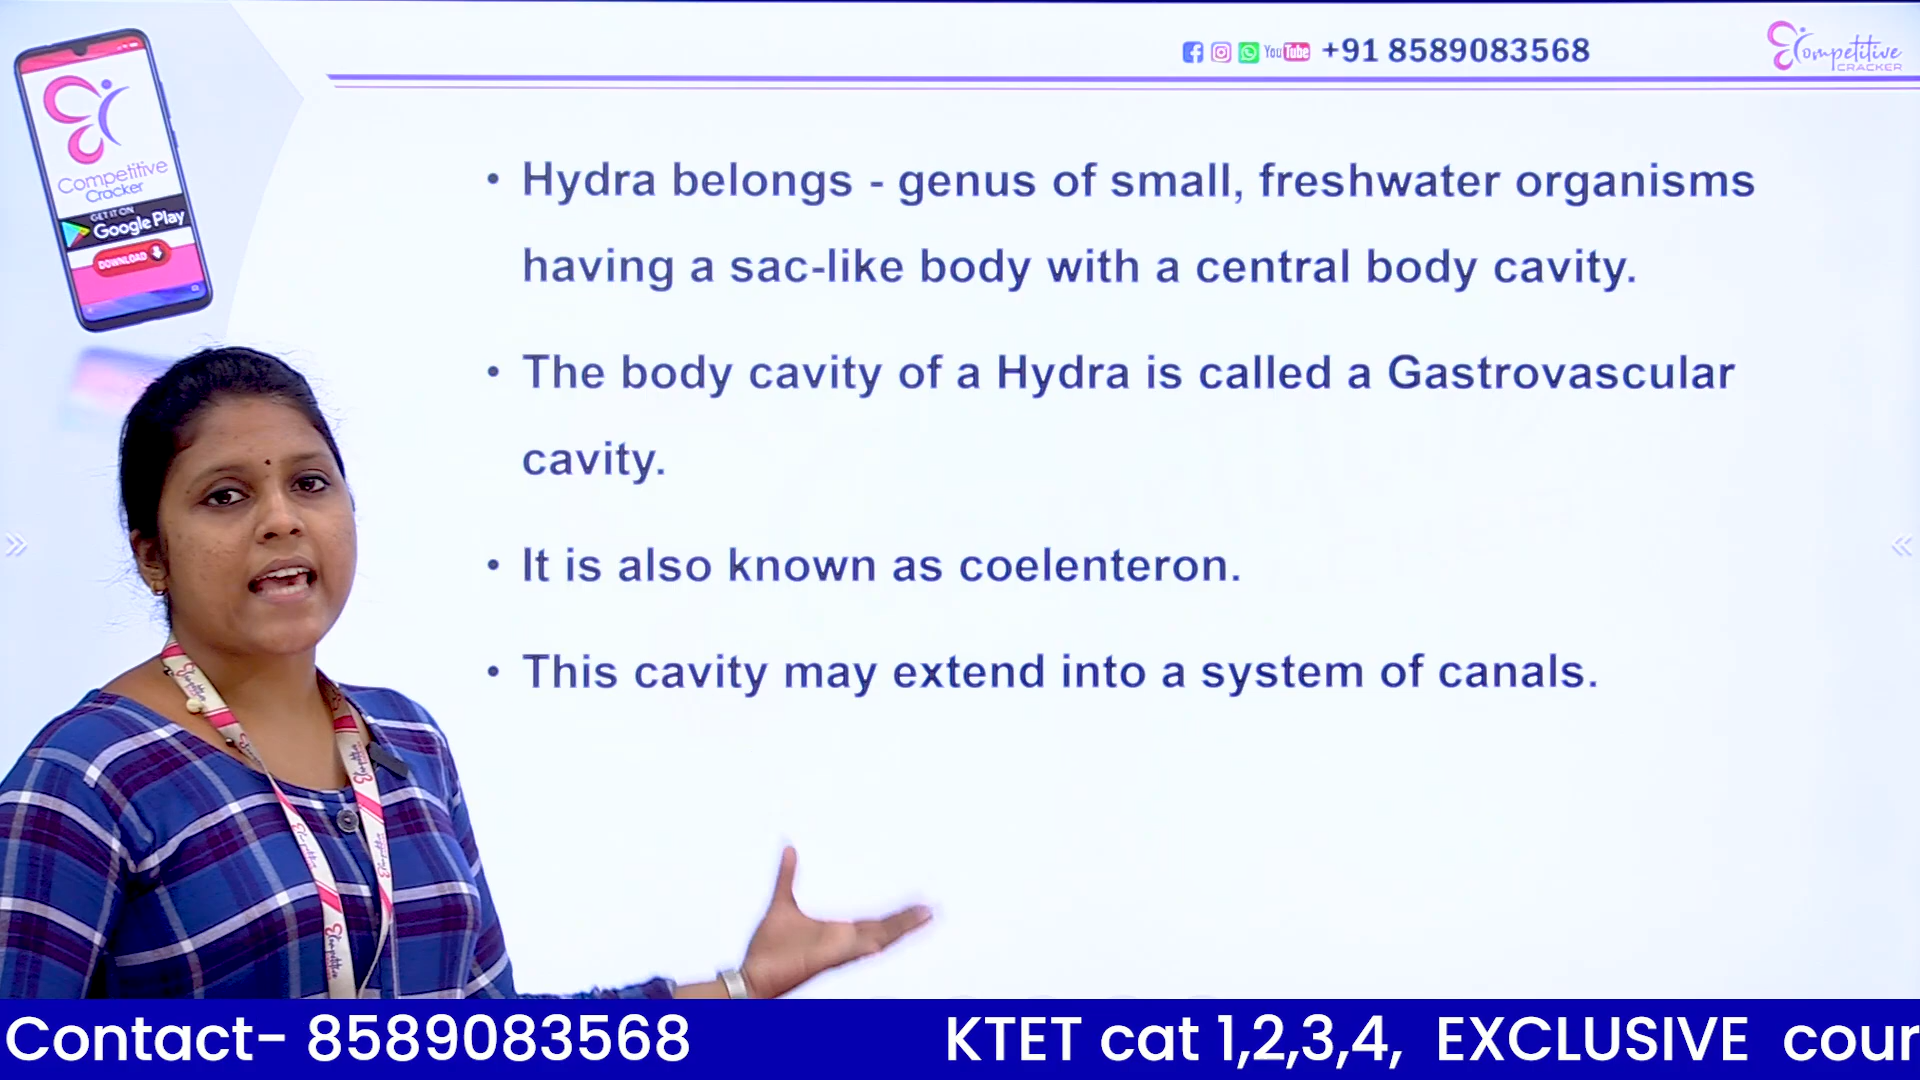 +91 8589083568
Competitive
CRACKER
Competitive
Cracker
GET IT ON
Google Play
DOWNLOAD
You Tube
• Hydra belongs - genus of small, freshwater organisms
having a sac-like body with a central body cavity.
• The body cavity of a Hydra is called a Gastrovascular
cavity.
• It is also known as coelenteron.
• This cavity may extend into a system of canals.
Contact- 8589083568 KTET cat 1,2,3,4, EXCLUSIVE cour